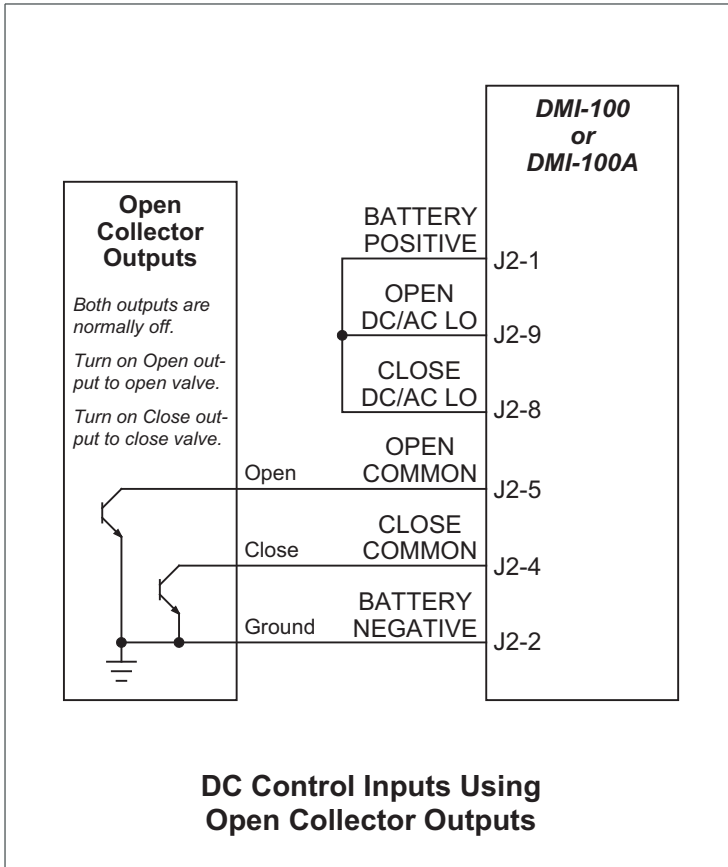 DMI-100
or
DMI-100A
Open
Collector
Outputs
Both outputs are
normally off.
Turn on Open out-
put to open valve.
Turn on Close out-
put to close valve.
BATTERY
POSITIVE
J2-1
OPEN
DC/AC LO
J2-9
CLOSE
DC/AC LO
J2-8
Open
OPEN
COMMON
J2-5
Close
CLOSE
COMMON
J2-4
Ground
BATTERY
NEGATIVE
J2-2
DC Control Inputs Using
Open Collector Outputs